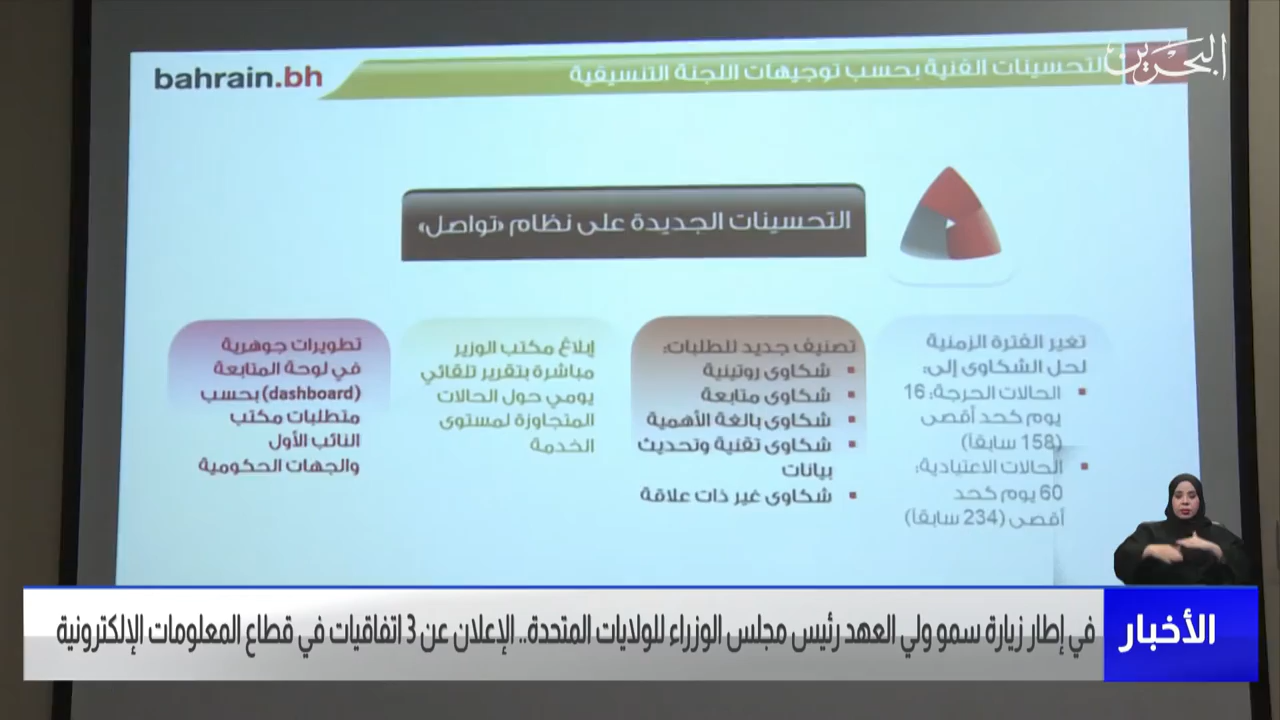 البحرين
التحسينات الفنية بحسب توجيهات اللجنة التنسيقية
bahrain.bh
التحسينات الجديدة على نظام «تواصل»
تغير الفترة الزمنية
لحل الشكاوى إلى:
▪ الحالات الحرجة: 16
يوم كحد أقصى
(158 سابقاً)
▪ الحالات الاعتيادية:
60 يوم كحد
أقصى (234 سابقاً)
تصنيف جديد للطلبات:
▪ شكاوى روتينية
▪ شكاوى متابعة
▪ شكاوى بالغة الأهمية
▪ شكاوى تقنية وتحديث
بيانات
▪ شكاوى غير ذات علاقة
إبلاغ مكتب الوزير
مباشرة بتقرير تلقائي
يومي حول الحالات
المتجاوزة لمستوى
الخدمة
تطويرات جوهرية
في لوحة المتابعة
(dashboard) بحسب
متطلبات مكتب
النائب الأول
والجهات الحكومية
الأخبار
في إطار زيارة سمو ولي العهد رئيس مجلس الوزراء للولايات المتحدة.. الإعلان عن 3 اتفاقيات في قطاع المعلومات الإلكترونية